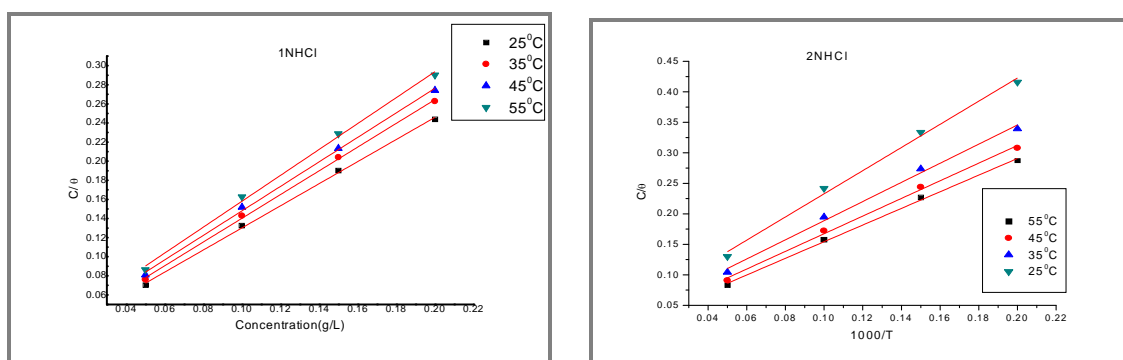 1NHCl
25⁰C
35⁰C
45⁰C
55⁰C
0.30
0.28
0.26
0.24
0.22
0.20
0.18
0.16
0.14
0.12
0.10
0.08
0.06
C/θ
0.04 0.06 0.08 0.10 0.12 0.14 0.16 0.18 0.20 0.22
Concentration(g/L)
2NHCl
0.45
0.40
0.35
0.30
0.25
0.20
0.15
0.10
0.05
C/θ
55⁰C
45⁰C
35⁰C
25⁰C
0.04 0.06 0.08 0.10 0.12 0.14 0.16 0.18 0.20 0.22
1000/T